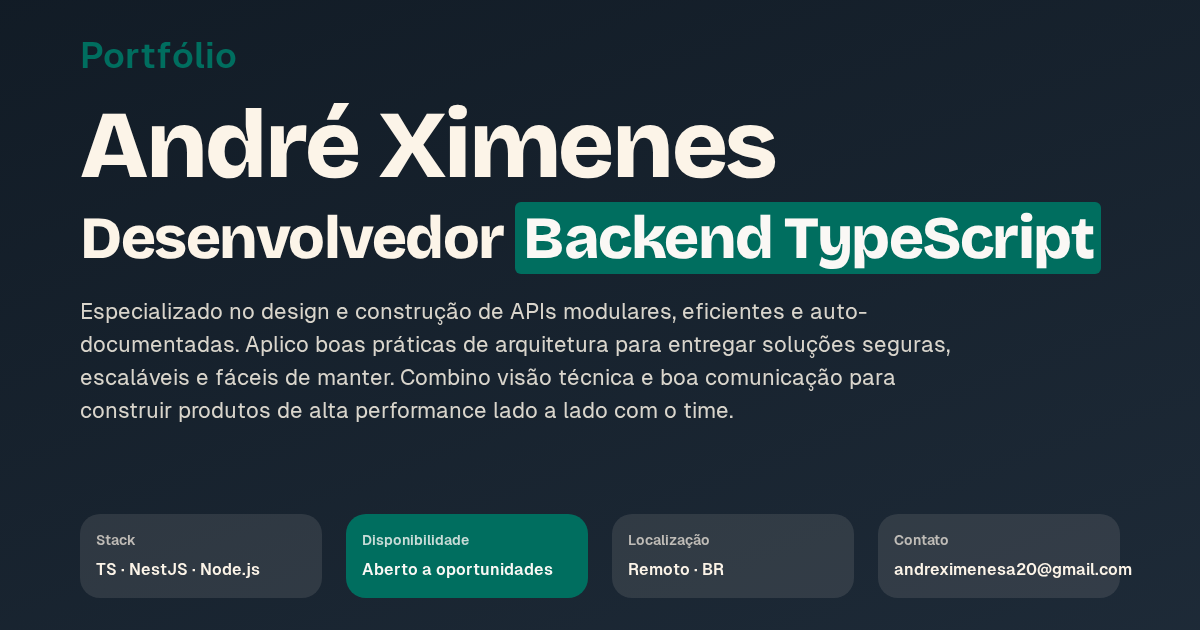 Portfólio
André Ximenes
Desenvolvedor Backend TypeScript
Especializado no design e construção de APIs modulares, eficientes e auto-
documentadas. Aplico boas práticas de arquitetura para entregar soluções seguras,
escaláveis e fáceis de manter. Combino visão técnica e boa comunicação para
construir produtos de alta performance lado a lado com o time.
Stack
TS · NestJS · Node.js
Disponibilidade
Aberto a oportunidades
Localização
Remoto · BR
Contato
andreximenesa20@gmail.com